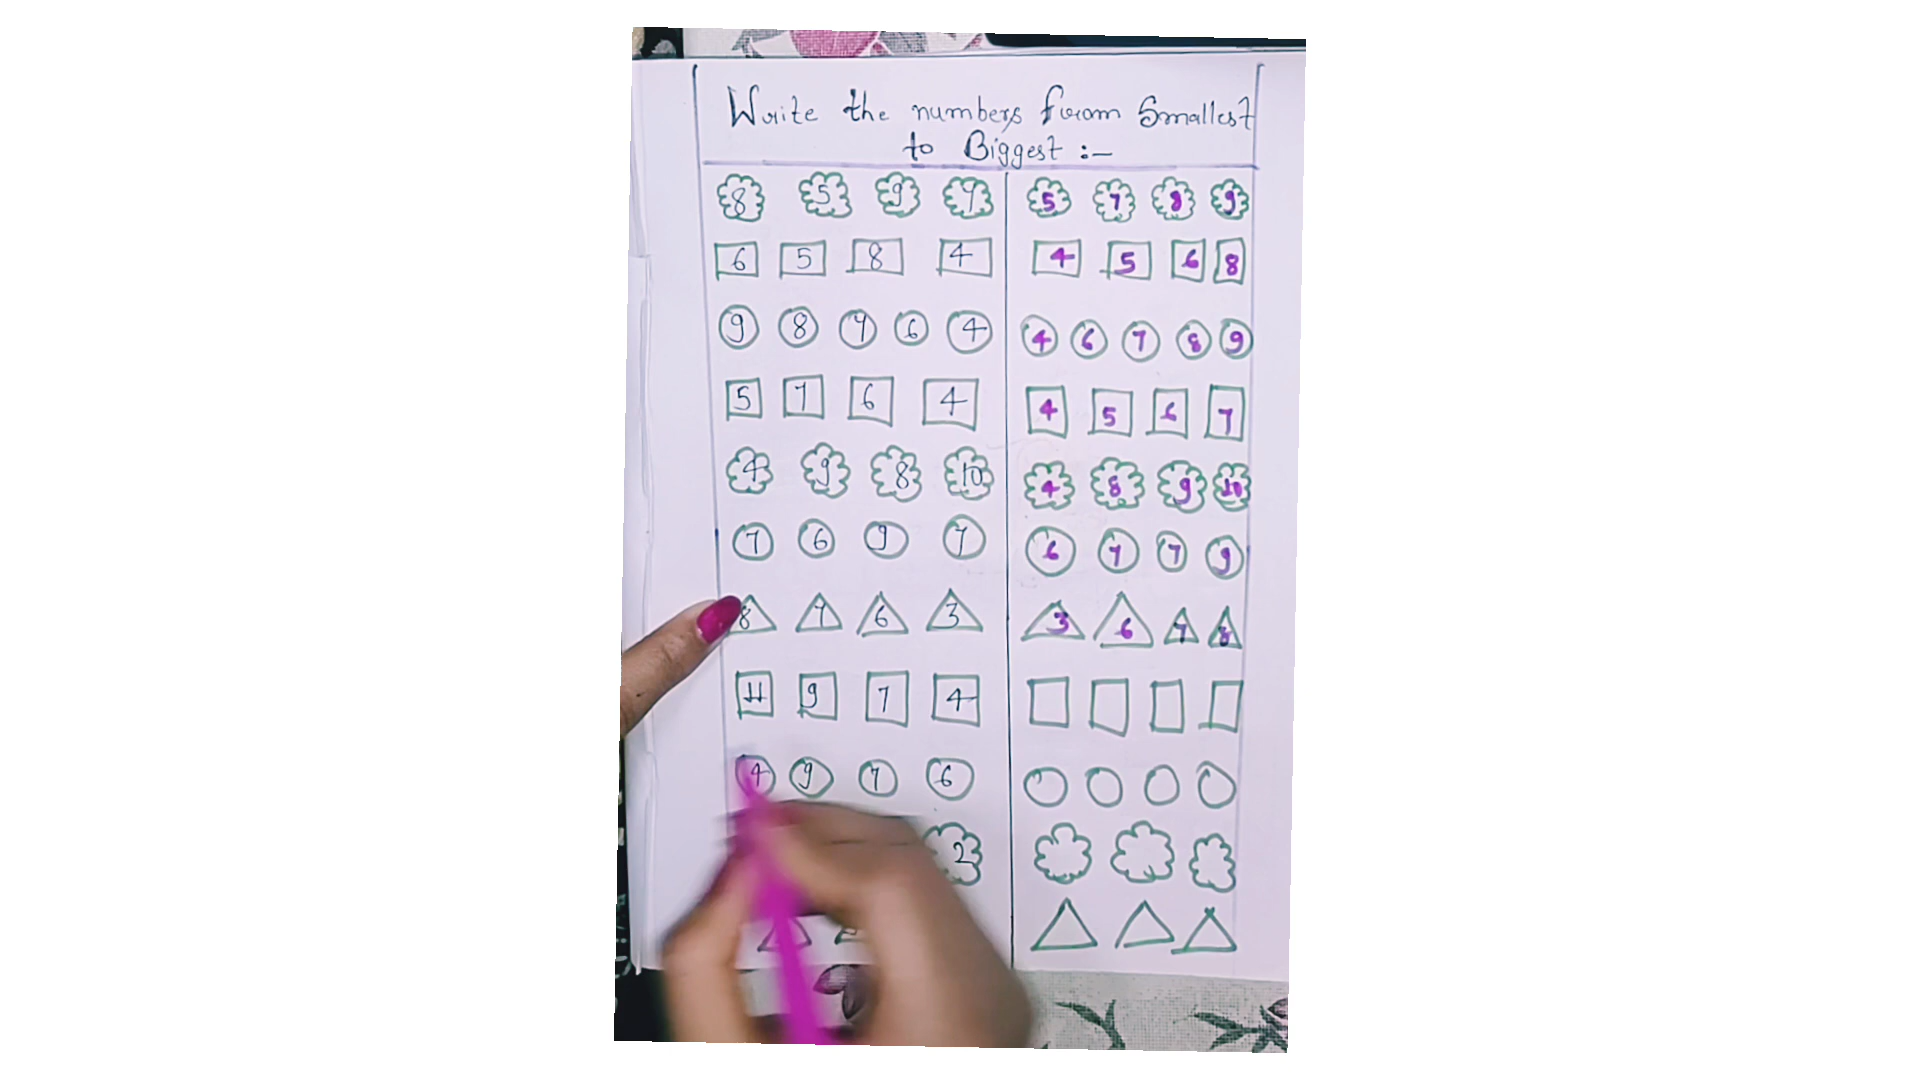 Write the numbers from Smallest
to Biggest :-
8 5 9 7 5 7 8 9
6 5 8 4 4 5 6 8
9 8 7 6 4 4 6 7 8 9
5 7 6 4 4 5 6 7
4 9 8 10 4 8 9 10
7 6 9 7 6 7 7 9
8 7 6 3 3 6 7 8
11 9 7 4
4 9 7 6
2